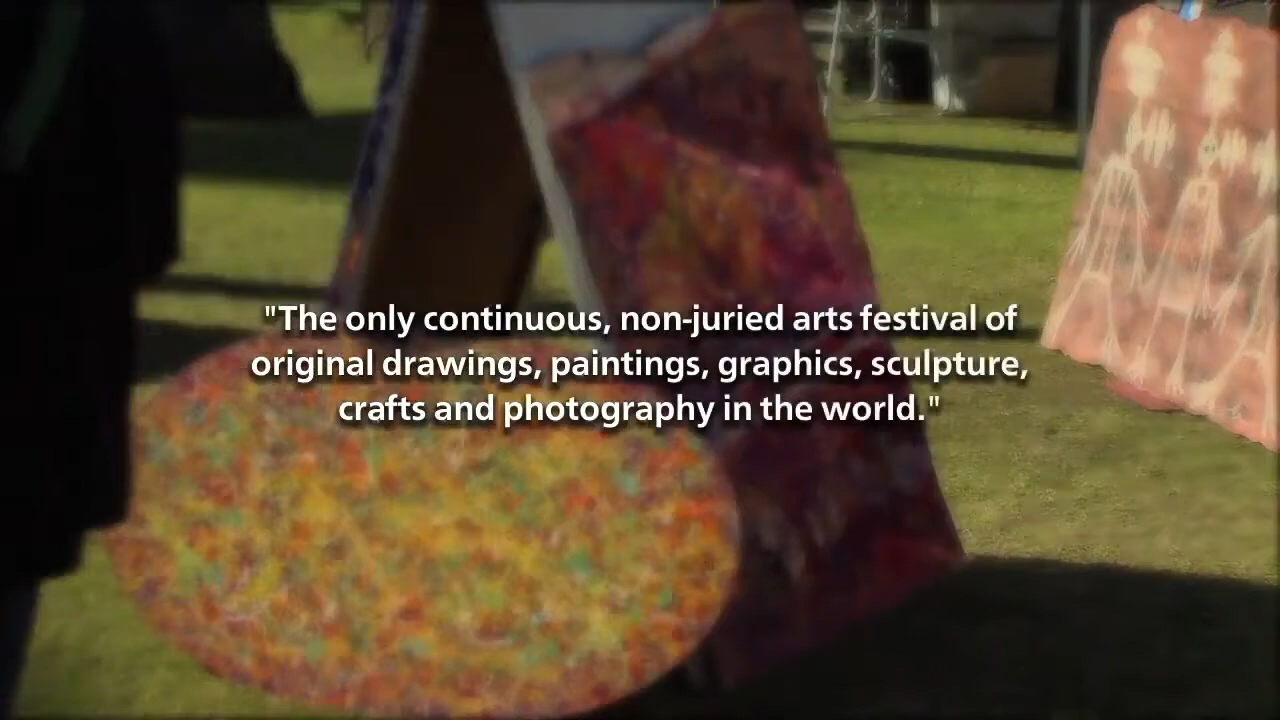 "The only continuous, non-juried arts festival of
original drawings, paintings, graphics, sculpture,
crafts and photography in the world."